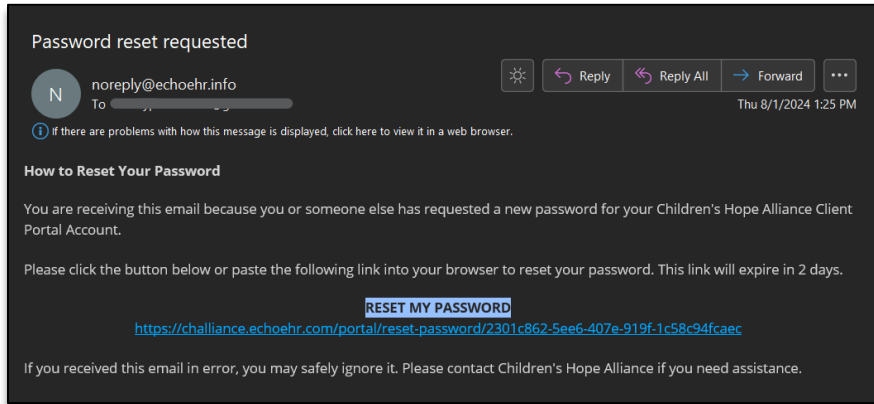 Password reset requested
N
noreply@echoehr.info
Reply
Reply All
Forward
To
Thu 8/1/2024 1:25 PM
If there are problems with how this message is displayed, click here to view it in a web browser.
How to Reset Your Password
You are receiving this email because you or someone else has requested a new password for your Children's Hope Alliance Client
Portal Account.
Please click the button below or paste the following link into your browser to reset your password. This link will expire in 2 days.
RESET MY PASSWORD
https://challiance.echoehr.com/portal/reset-password/2301c862-5ee6-407e-919f-1c58c94fcaec
If you received this email in error, you may safely ignore it. Please contact Children's Hope Alliance if you need assistance.